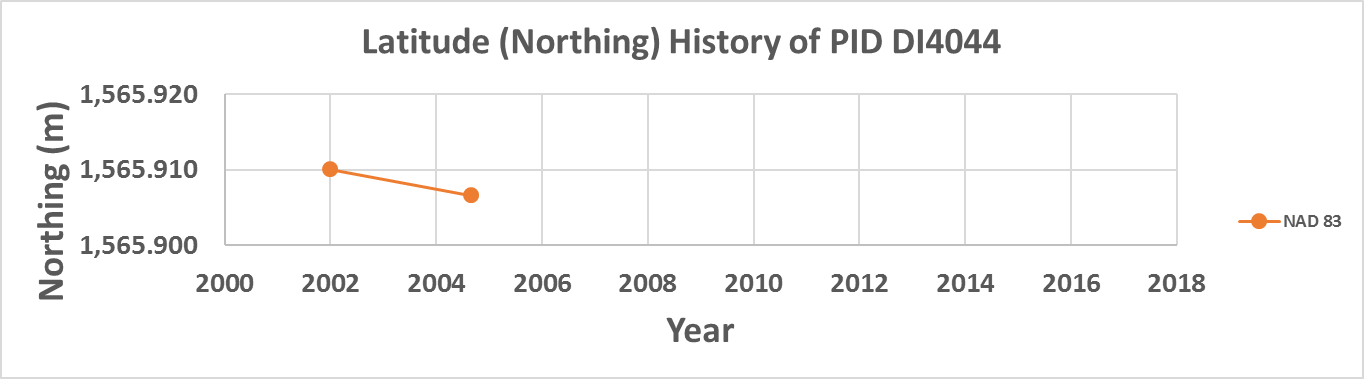 Latitude (Northing) History of PID DI4044
Northing (m)
1,565.920
1,565.910
1,565.900
2000 2002 2004 2006 2008 2010 2012 2014 2016 2018
Year
NAD 83